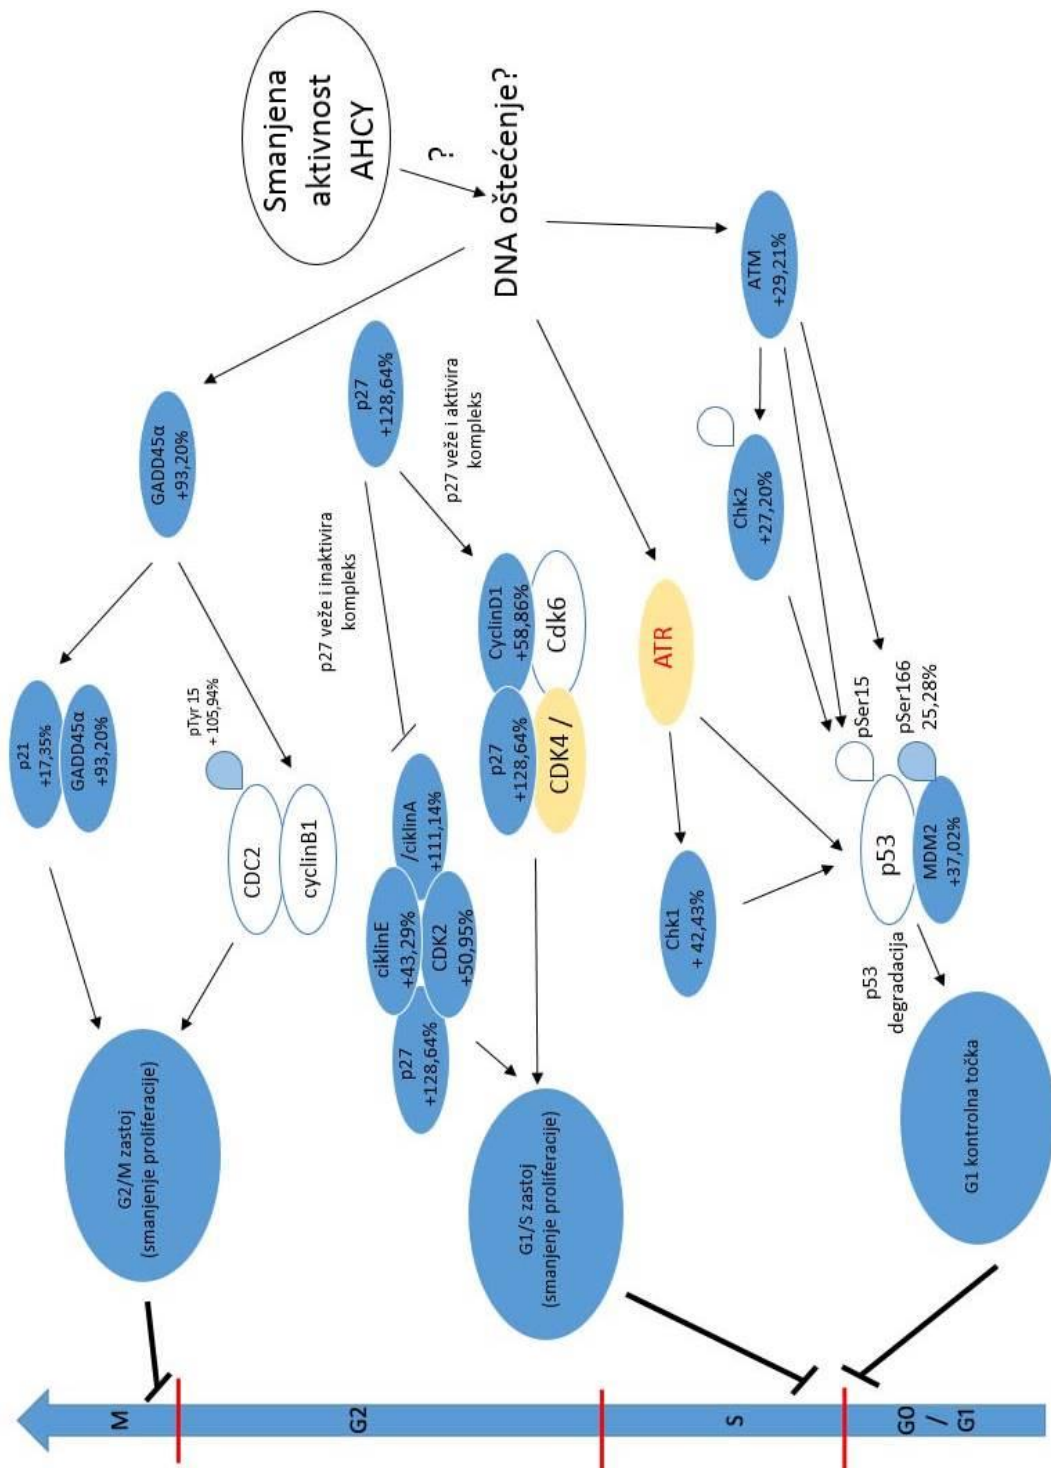 Smanjena
aktivnost
AHCY
?
DNA oštećenje?
GADD45α
+93,20%
p27
+128,64%
ATM
+29,21%
p27 veže i inaktivira
kompleks
p27 veže i aktivira
kompleks
Chk2
+27,20%
p21
+17,35%
GADD45α
+93,20%
pTyr 15
+ 105,94%
CDC2
cyclinB1
ciklinE
+43,29%
/ciklinA
+111,14%
CDK2
+50,95%
p27
+128,64%
CyclinD1
+58,86%
Cdk6
p27
+128,64%
CDK4 /
ATR
Chk1
+ 42,43%
pSer15
pSer166
25,28%
p53
MDM2
+37,02%
p53
degradacija
G2/M zastoj
(smanjenje proliferacije)
G1/S zastoj
(smanjenje proliferacije)
G1 kontrolna točka
M
G2
S
G0
/
G1